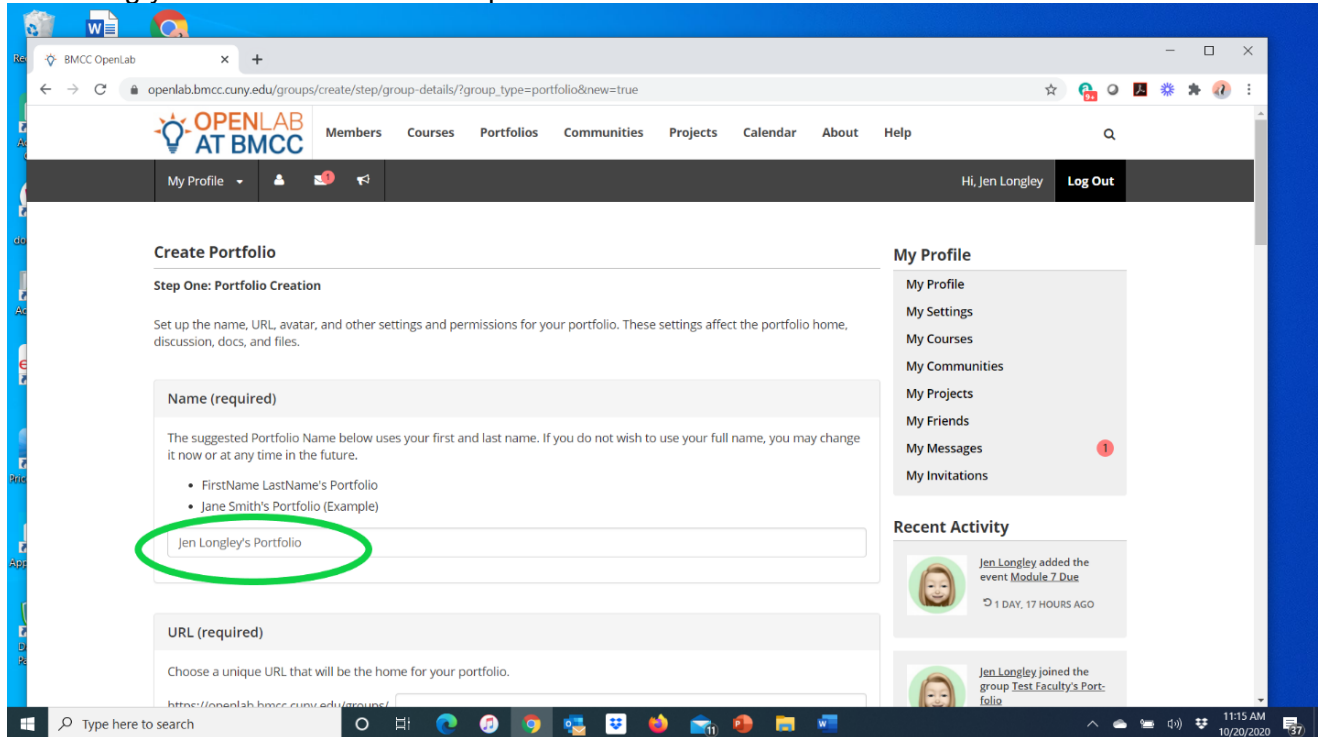 BMCC OpenLab
openlab.bmcc.cuny.edu/groups/create/step/group-details/?group_type=portfolio&new=true
9+
OPENLAB
AT BMCC
Members Courses Portfolios Communities Projects Calendar About Help
My Profile 1 Hi, Jen Longley Log Out
Create Portfolio
Step One: Portfolio Creation
Set up the name, URL, avatar, and other settings and permissions for your portfolio. These settings affect the portfolio home,
discussion, docs, and files.
Name (required)
The suggested Portfolio Name below uses your first and last name. If you do not wish to use your full name, you may change
it now or at any time in the future.
• FirstName LastName's Portfolio
• Jane Smith's Portfolio (Example)
Jen Longley's Portfolio
URL (required)
Choose a unique URL that will be the home for your portfolio.
https://openlab.bmcc.cuny.edu/groups/
My Profile
My Profile
My Settings
My Courses
My Communities
My Projects
My Friends
My Messages 1
My Invitations
Recent Activity
Jen Longley added the
event Module 7 Due
1 DAY, 17 HOURS AGO
Jen Longley joined the
group Test Faculty's Port-
folio
Type here to search
11
11:15 AM
10/20/2020
37